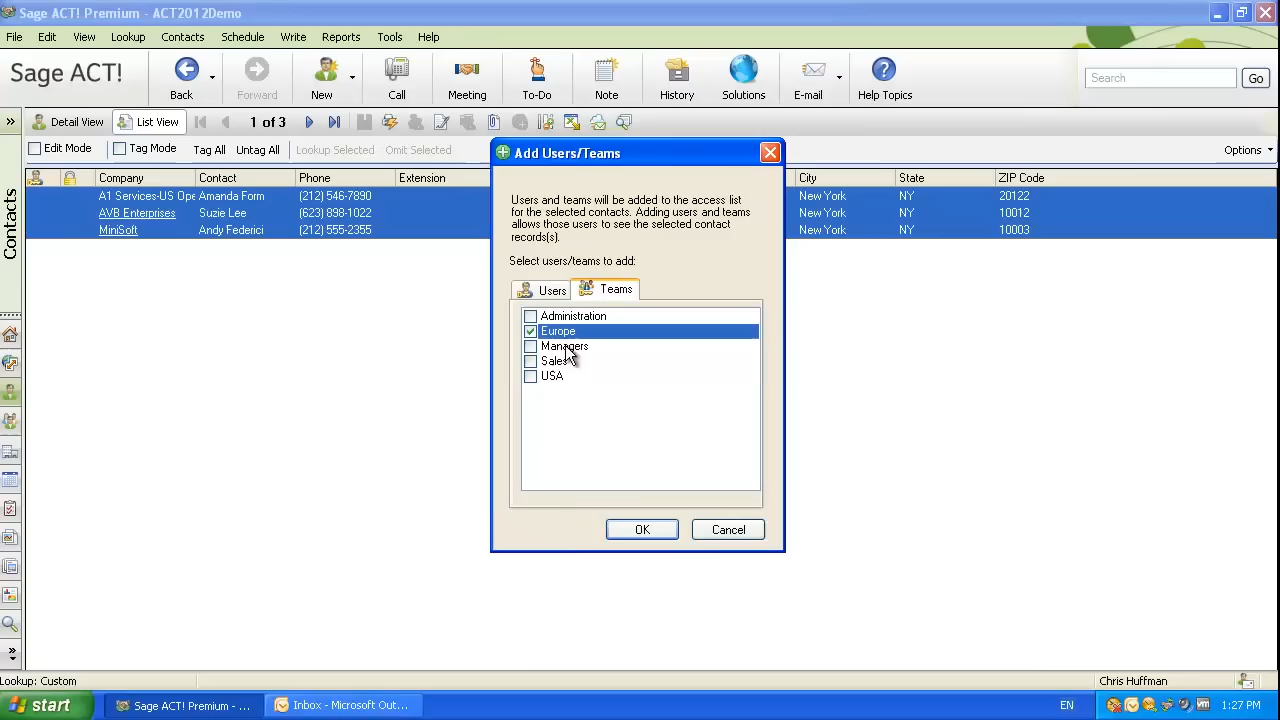 Sage ACT! Premium - ACT2012Demo
File Edit View Lookup Contacts Schedule Write Reports Tools Help
Sage ACT! Back Forward New Call Meeting To-Do Note History Solutions E-mail Help Topics Search Go
Detail View List View 1 of 3
Edit Mode Tag Mode Tag All Untag All Lookup Selected Omit Selected Options
Company Contact Phone Extension City State ZIP Code
A1 Services-US Ope Amanda Form (212) 546-7890 New York NY 20122
AVB Enterprises Suzie Lee (623) 898-1022 New York NY 10012
MiniSoft Andy Federici (212) 555-2355 New York NY 10003
Contacts
Add Users/Teams
Users and teams will be added to the access list
for the selected contacts. Adding users and teams
allows those users to see the selected contact
records(s).
Select users/teams to add:
Users Teams
Administration
Europe
Managers
Sales
USA
OK Cancel
Lookup: Custom Chris Huffman
start Sage ACT! Premium - ... Inbox - Microsoft Out... EN 1:27 PM